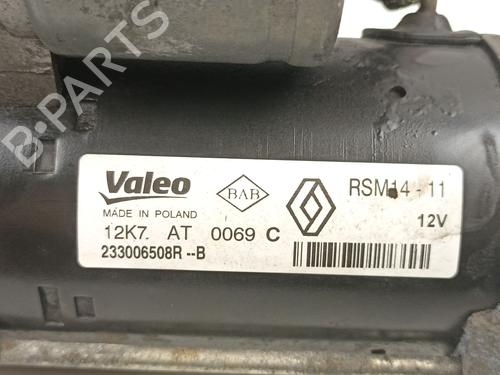 B-PARTS
Valeo
BAB
RSM14-11
MADE IN POLAND
12V
12K7. AT 0069 C
233006508R--B